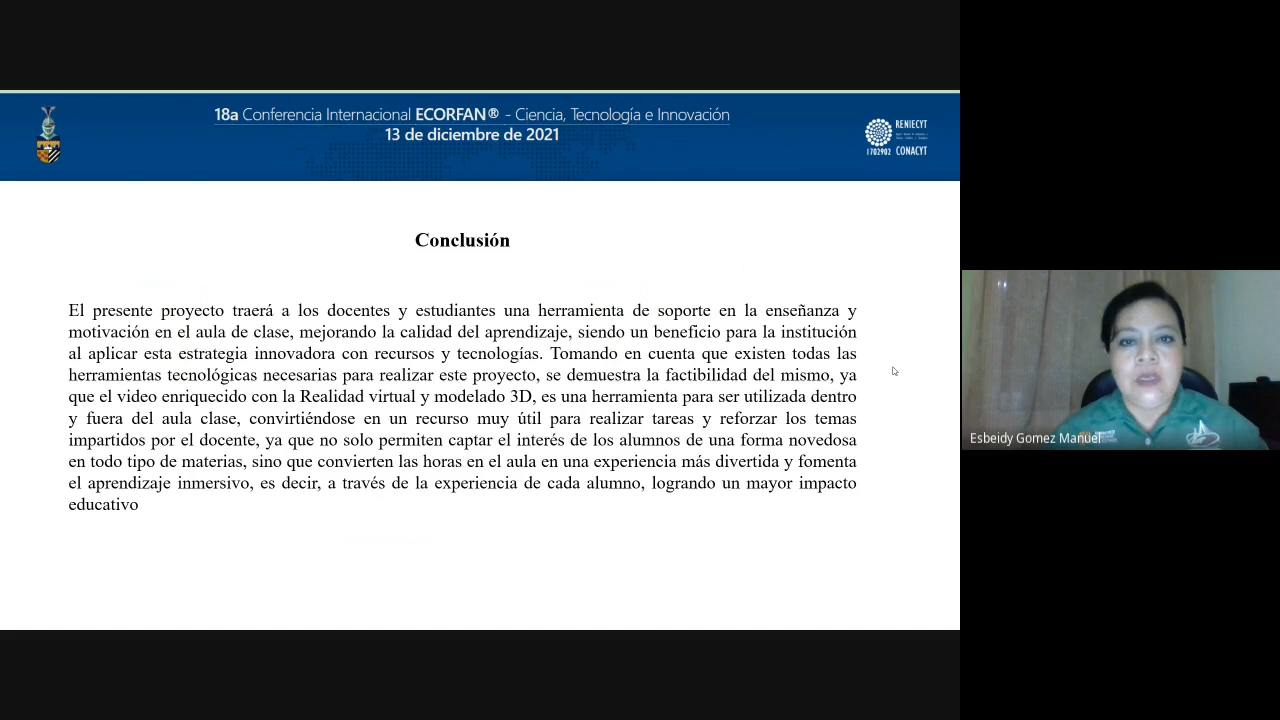 18a Conferencia Internacional ECORFAN® - Ciencia, Tecnología e Innovación
13 de diciembre de 2021
RENIECYT
1702902 CONACYT
Conclusión
El presente proyecto traerá a los docentes y estudiantes una herramienta de soporte en la enseñanza y
motivación en el aula de clase, mejorando la calidad del aprendizaje, siendo un beneficio para la institución
al aplicar esta estrategia innovadora con recursos y tecnologías. Tomando en cuenta que existen todas las
herramientas tecnológicas necesarias para realizar este proyecto, se demuestra la factibilidad del mismo, ya
que el video enriquecido con la Realidad virtual y modelado 3D, es una herramienta para ser utilizada dentro
y fuera del aula clase, convirtiéndose en un recurso muy útil para realizar tareas y reforzar los temas
impartidos por el docente, ya que no solo permiten captar el interés de los alumnos de una forma novedosa
en todo tipo de materias, sino que convierten las horas en el aula en una experiencia más divertida y fomenta
el aprendizaje inmersivo, es decir, a través de la experiencia de cada alumno, logrando un mayor impacto
educativo
Esbeidy Gomez Manuel